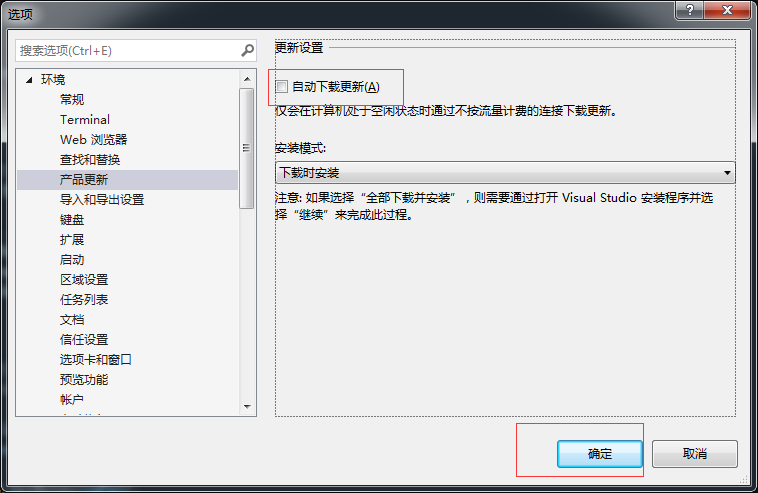 选项
搜索选项(Ctrl+E)
环境
常规
Terminal
Web 浏览器
查找和替换
产品更新
导入和导出设置
键盘
扩展
启动
区域设置
任务列表
文档
信任设置
选项卡和窗口
预览功能
帐户
更新设置
自动下载更新(A)
仅会在计算机处于空闲状态时通过不按流量计费的连接下载更新。
安装模式:
下载时安装
注意: 如果选择“全部下载并安装”，则需要通过打开 Visual Studio 安装程序并选
择“继续”来完成此过程。
确定
取消